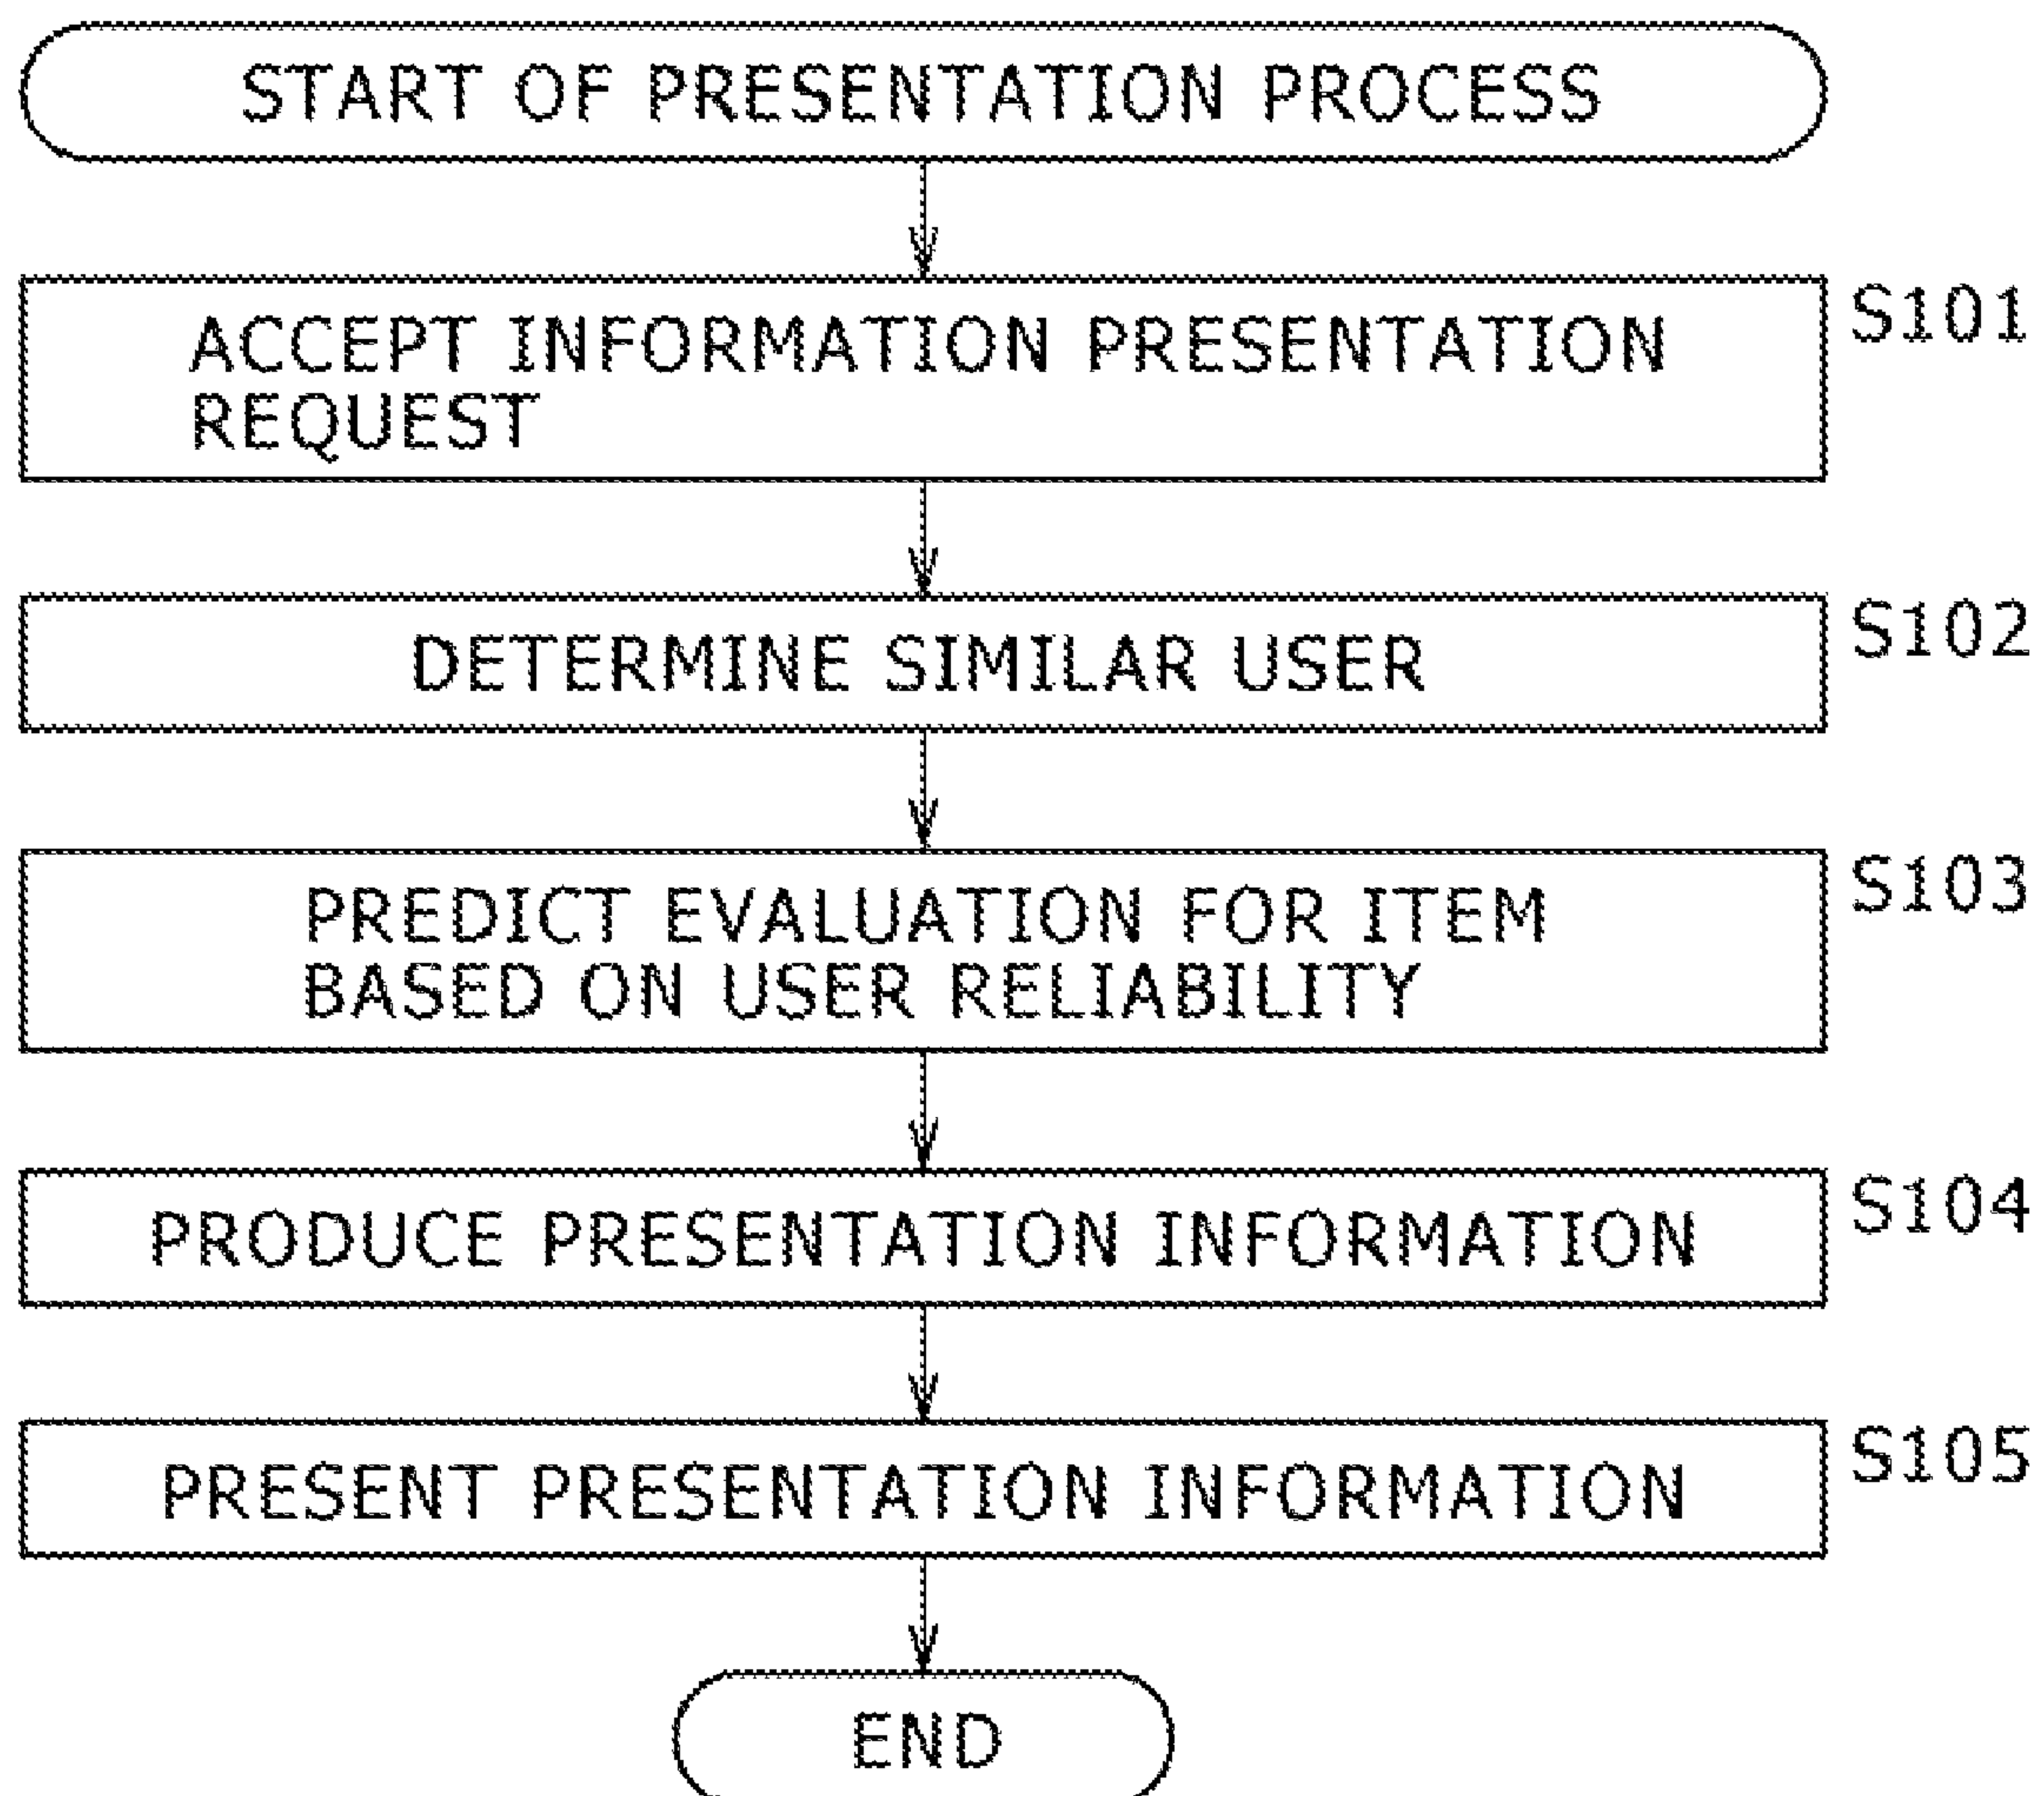 START OF PRESENTATION PROCESS
ACCEPT INFORMATION PRESENTATION
REQUEST
S101
DETERMINE SIMILAR USER
S102
PREDICT EVALUATION FOR ITEM
BASED ON USER RELIABILITY
S103
PRODUCE PRESENTATION INFORMATION
S104
PRESENT PRESENTATION INFORMATION
S105
END